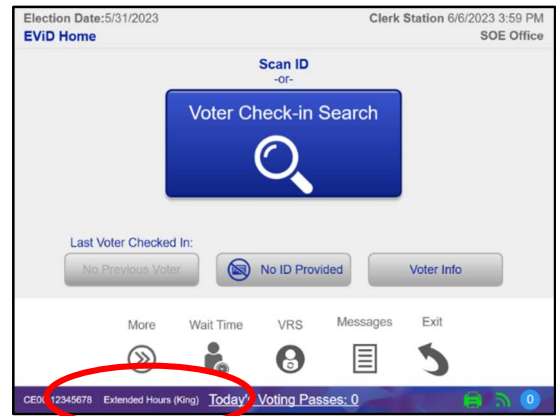 Election Date:5/31/2023
Clerk Station 6/6/2023 3:59 PM
EViD Home
SOE Office
Scan ID
-or-
Voter Check-in Search
Last Voter Checked In:
No Previous Voter
No ID Provided
Voter Info
More
Wait Time
VRS
Messages
Exit
Extended Hours (King)
Today's Voting Passes: 0
0